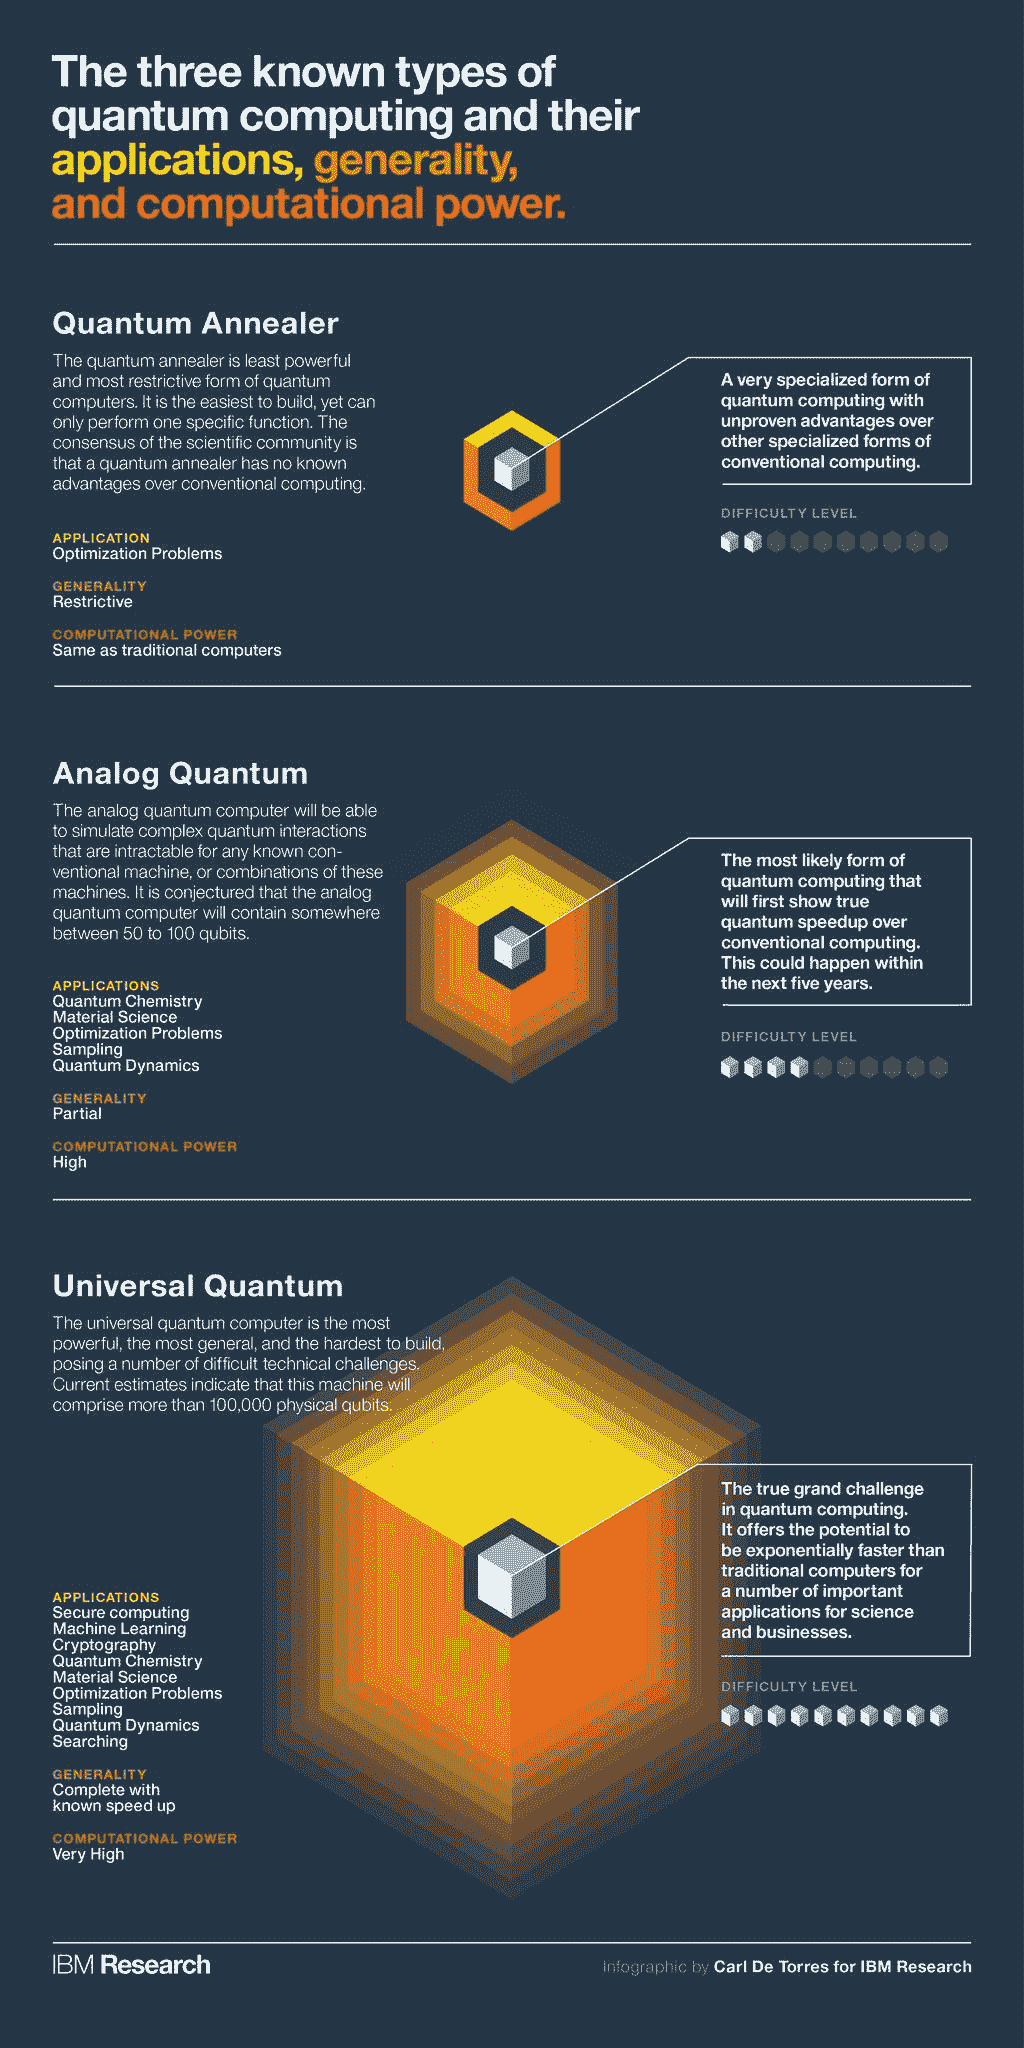 The three known types of
quantum computing and their
applications, generality,
and computational power.
Quantum Annealer
The quantum annealer is least powerful
and most restrictive form of quantum
computers. It is the easiest to build, yet can
only perform one specific function. The
consensus of the scientific community is
that a quantum annealer has no known
advantages over conventional computing.
APPLICATION
Optimization Problems
GENERALITY
Restrictive
COMPUTATIONAL POWER
Same as traditional computers
A very specialized form of
quantum computing with
unproven advantages over
other specialized forms of
conventional computing.
DIFFICULTY LEVEL
Analog Quantum
The analog quantum computer will be able
to simulate complex quantum interactions
that are intractable for any known con-
ventional machine, or combinations of these
machines. It is conjectured that the analog
quantum computer will contain somewhere
between 50 to 100 qubits.
APPLICATIONS
Quantum Chemistry
Material Science
Optimization Problems
Sampling
Quantum Dynamics
GENERALITY
Partial
COMPUTATIONAL POWER
High
The most likely form of
quantum computing that
will first show true
quantum speedup over
conventional computing.
This could happen within
the next five years.
DIFFICULTY LEVEL
Universal Quantum
The universal quantum computer is the most
powerful, the most general, and the hardest to build,
posing a number of difficult technical challenges.
Current estimates indicate that this machine will
comprise more than 100,000 physical qubits.
APPLICATIONS
Secure computing
Machine Learning
Cryptography
Quantum Chemistry
Material Science
Optimization Problems
Sampling
Quantum Dynamics
Searching
GENERALITY
Complete with
known speed up
COMPUTATIONAL POWER
Very High
The true grand challenge
in quantum computing.
It offers the potential to
be exponentially faster than
traditional computers for
a number of important
applications for science
and businesses.
DIFFICULTY LEVEL
IBM Research
Infographic by Carl De Torres for IBM Research